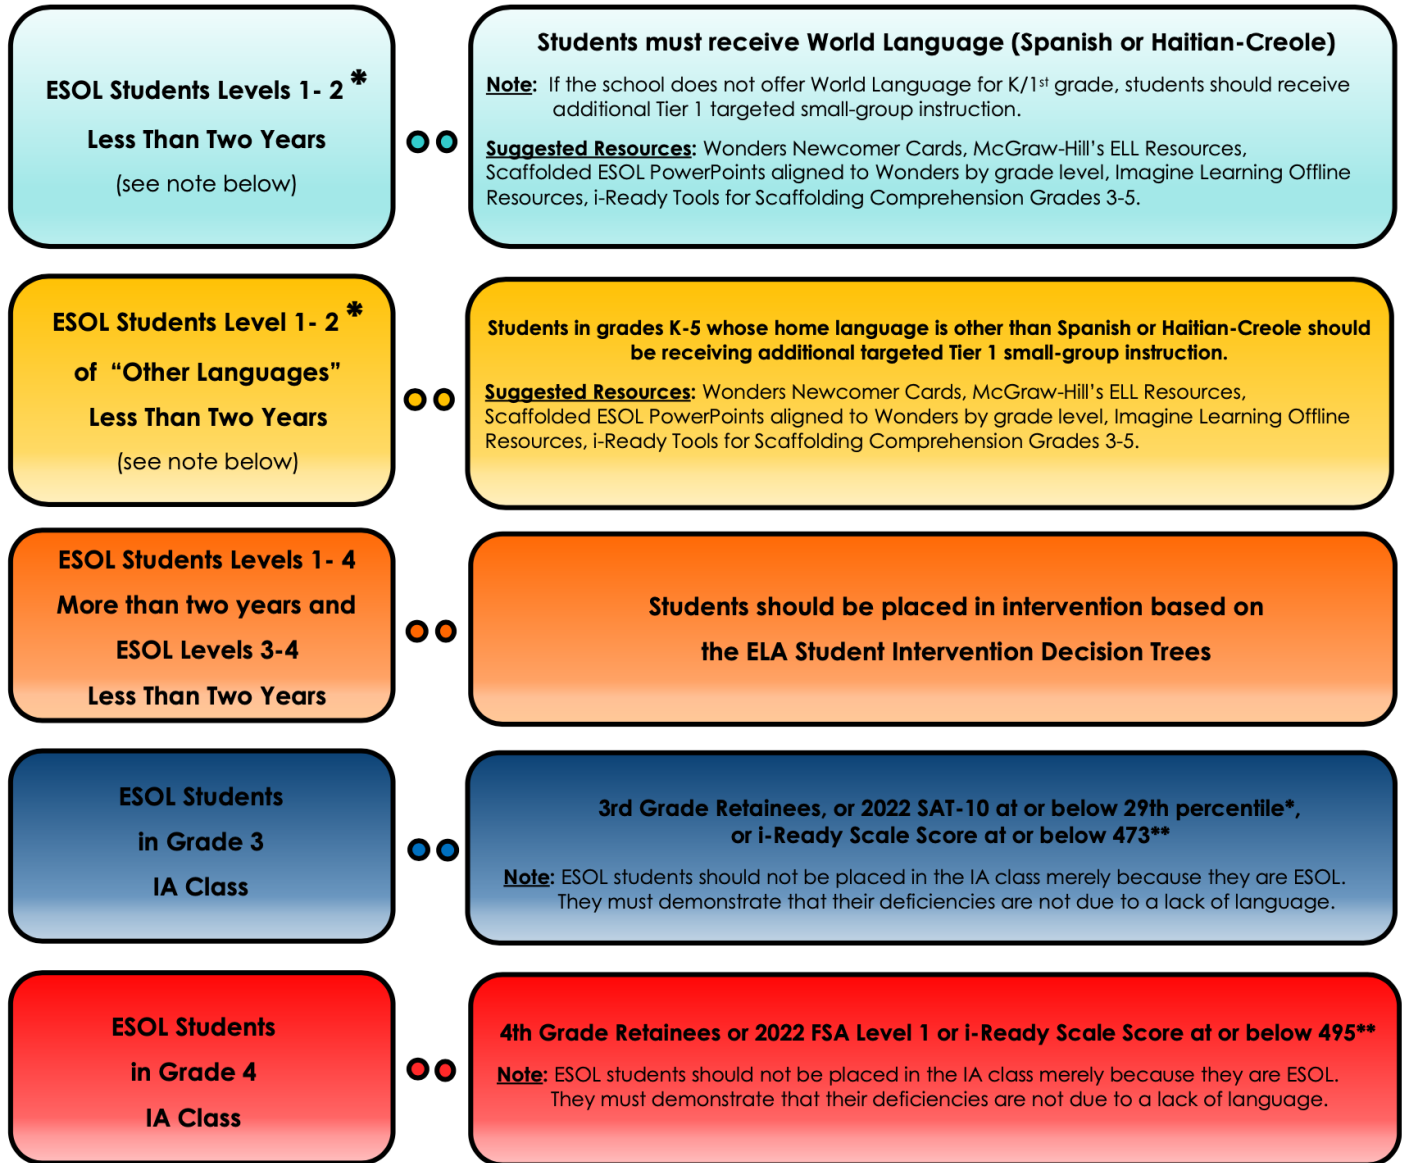 ESOL Students Levels 1- 2 *
Less Than Two Years
(see note below)
Students must receive World Language (Spanish or Haitian-Creole)
Note:  If the school does not offer World Language for K/1st grade, students should receive
additional Tier 1 targeted small-group instruction.
Suggested Resources: Wonders Newcomer Cards, McGraw-Hill’s ELL Resources,
Scaffolded ESOL PowerPoints aligned to Wonders by grade level, Imagine Learning Offline
Resources, i-Ready Tools for Scaffolding Comprehension Grades 3-5.
ESOL Students Level 1- 2 *
of “Other Languages”
Less Than Two Years
(see note below)
Students in grades K-5 whose home language is other than Spanish or Haitian-Creole should
be receiving additional targeted Tier 1 small-group instruction.
Suggested Resources: Wonders Newcomer Cards, McGraw-Hill’s ELL Resources,
Scaffolded ESOL PowerPoints aligned to Wonders by grade level, Imagine Learning Offline
Resources, i-Ready Tools for Scaffolding Comprehension Grades 3-5.
ESOL Students Levels 1- 4
More than two years and
ESOL Levels 3-4
Less Than Two Years
Students should be placed in intervention based on
the ELA Student Intervention Decision Trees
ESOL Students
in Grade 3
IA Class
3rd Grade Retainees, or 2022 SAT-10 at or below 29th percentile*,
or i-Ready Scale Score at or below 473**
Note: ESOL students should not be placed in the IA class merely because they are ESOL.
They must demonstrate that their deficiencies are not due to a lack of language.
ESOL Students
in Grade 4
IA Class
4th Grade Retainees or 2022 FSA Level 1 or i-Ready Scale Score at or below 495**
Note: ESOL students should not be placed in the IA class merely because they are ESOL.
They must demonstrate that their deficiencies are not due to a lack of language.